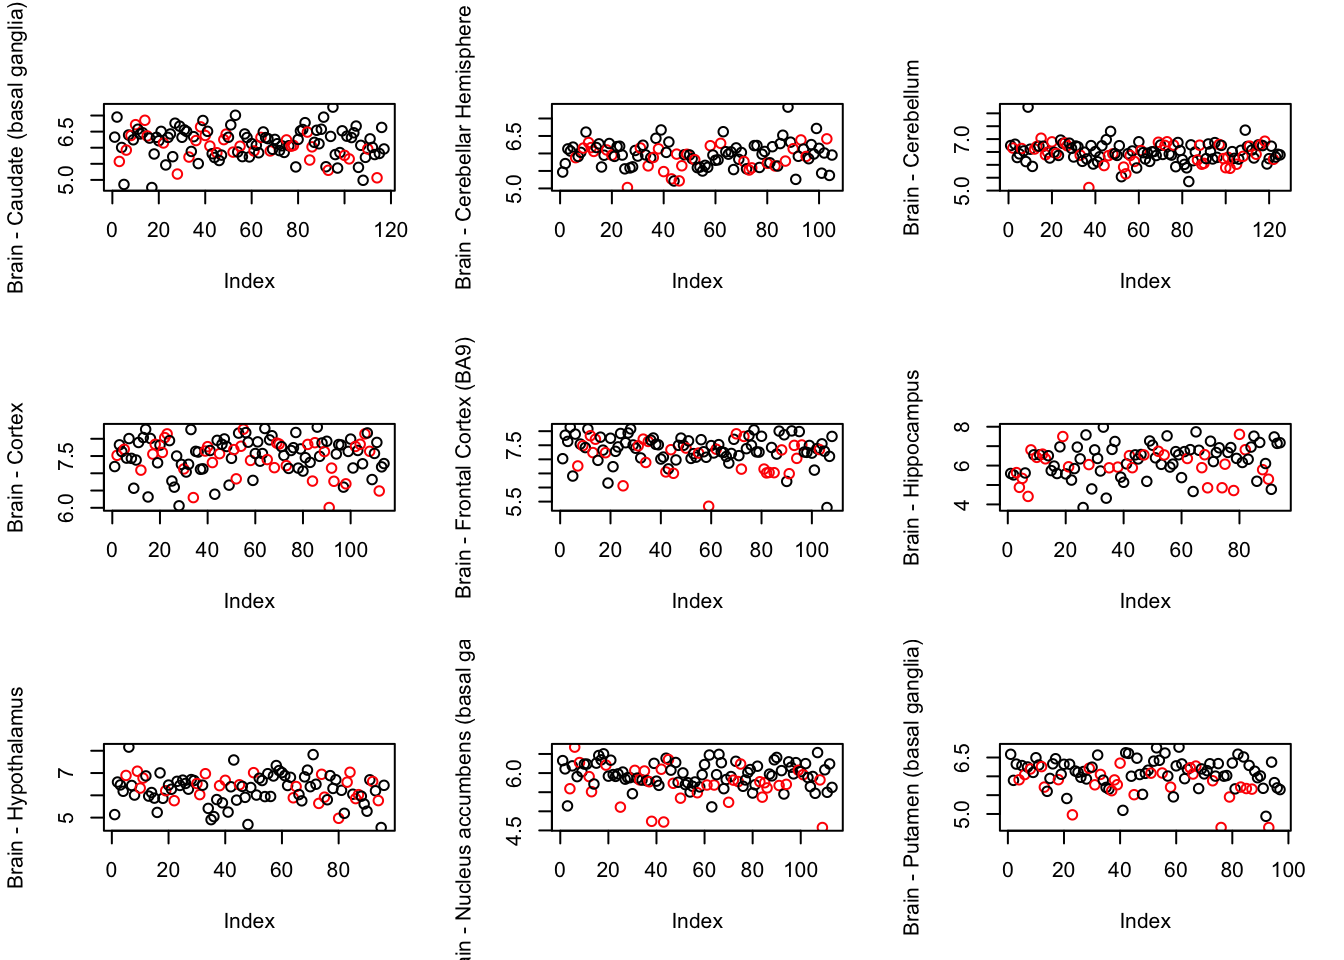 Brain - Caudate (basal ganglia)
5.0 6.5
0 20 40 60 80 120
Index
Brain - Cerebellar Hemisphere
5.0 6.5
0 20 40 60 80 100
Index
Brain - Cerebellum
5.0 7.0
0 20 40 60 80 120
Index
Brain - Cortex
6.0 7.5
0 20 40 60 80 100
Index
Brain - Frontal Cortex (BA9)
5.5 7.5
0 20 40 60 80 100
Index
Brain - Hippocampus
4 6 8
0 20 40 60 80
Index
Brain - Hypothalamus
5 7
0 20 40 60 80
Index
ain - Nucleus accumbens (basal ga
4.5 6.0
0 20 40 60 80 100
Index
Brain - Putamen (basal ganglia)
5.0 6.5
0 20 40 60 80 100
Index